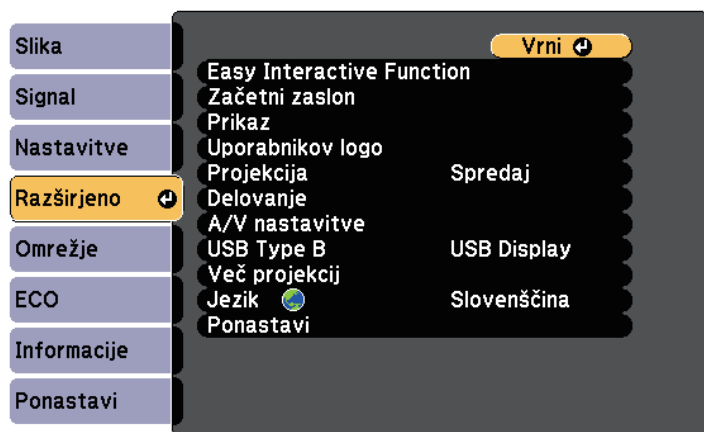 Slika
Signal
Nastavitve
Razširjeno
Omrežje
ECO
Informacije
Ponastavi
Vrni
Easy Interactive Function
Začetni zaslon
Prikaz
Uporabnikov logo
Projekcija Spredaj
Delovanje
A/V nastavitve
USB Type B USB Display
Več projekcij
Jezik Slovenščina
Ponastavi